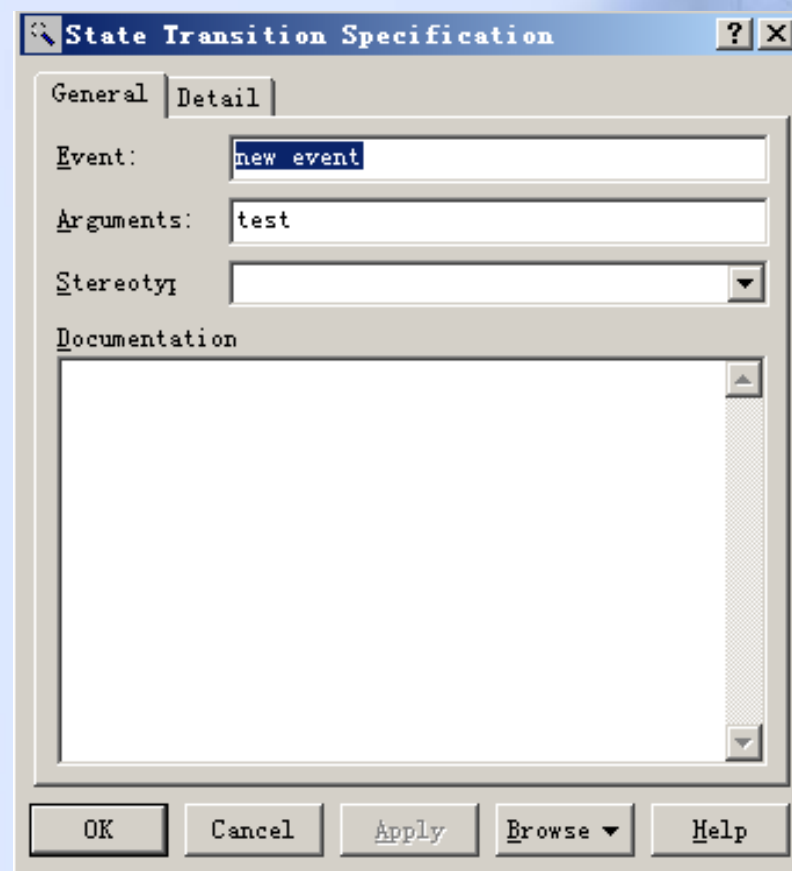 State Transition Specification
General Detail
Event: new event
Arguments: test
Stereotyp
Documentation
OK Cancel Apply Browse Help